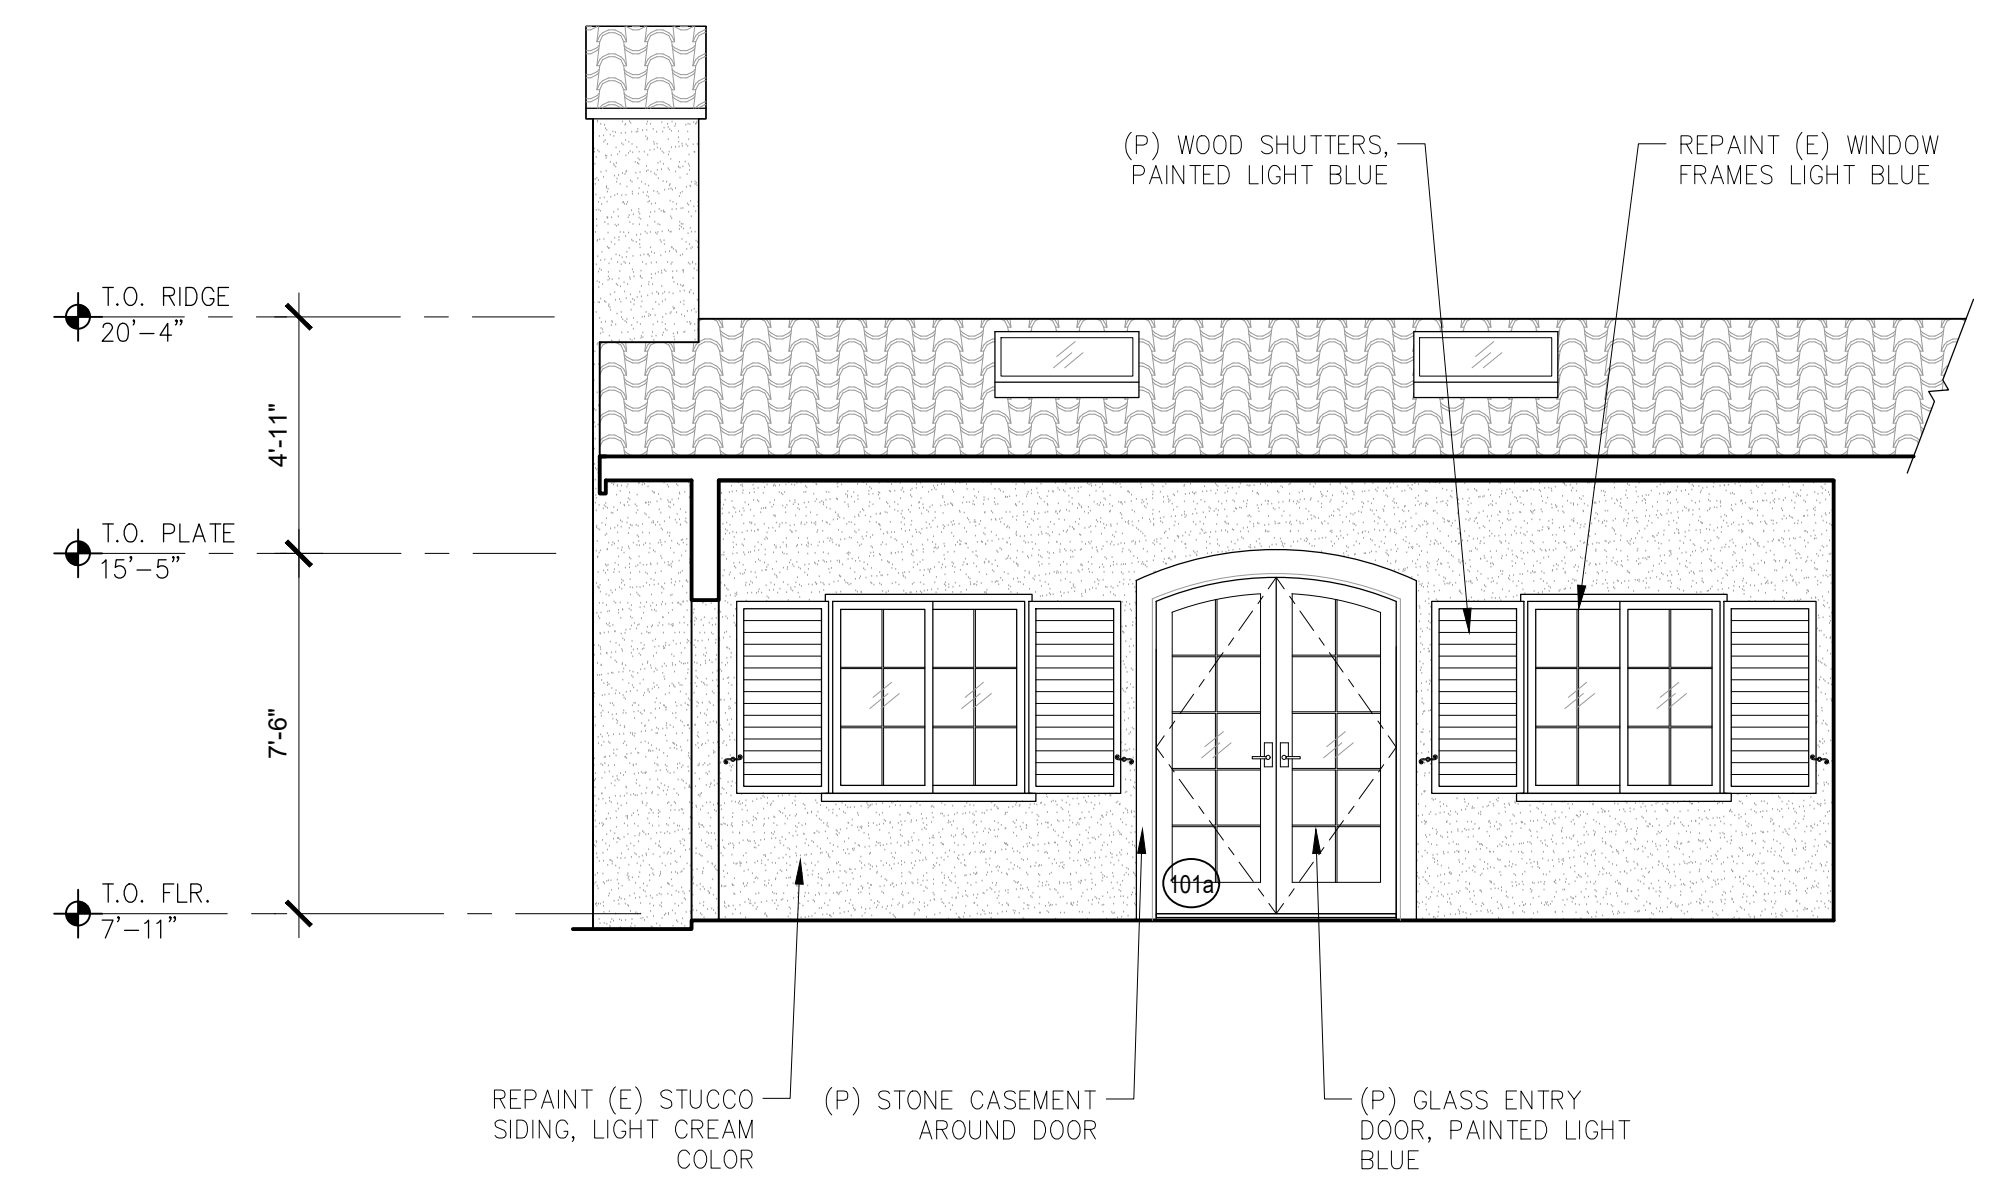 (P) WOOD SHUTTERS,
PAINTED LIGHT BLUE
REPAINT (E) WINDOW
FRAMES LIGHT BLUE
T.O. RIDGE
20'-4"
4'-11"
T.O. PLATE
15'-5"
7'-6"
T.O. FLR.
7'-11"
101a
REPAINT (E) STUCCO
SIDING, LIGHT CREAM
COLOR
(P) STONE CASEMENT
AROUND DOOR
(P) GLASS ENTRY
DOOR, PAINTED LIGHT
BLUE